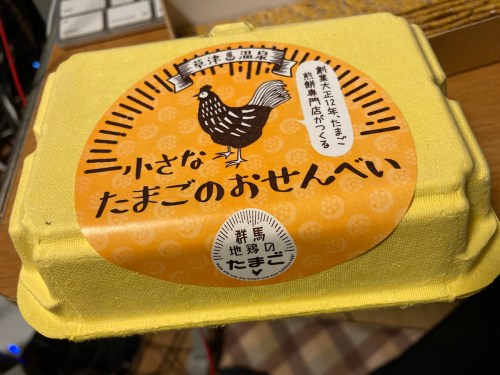 草津♨温泉
創業大正12年、たまご
煎餅専門店がつくる
小さな
たまごのおせんべい
群馬
地鶏の
たまご